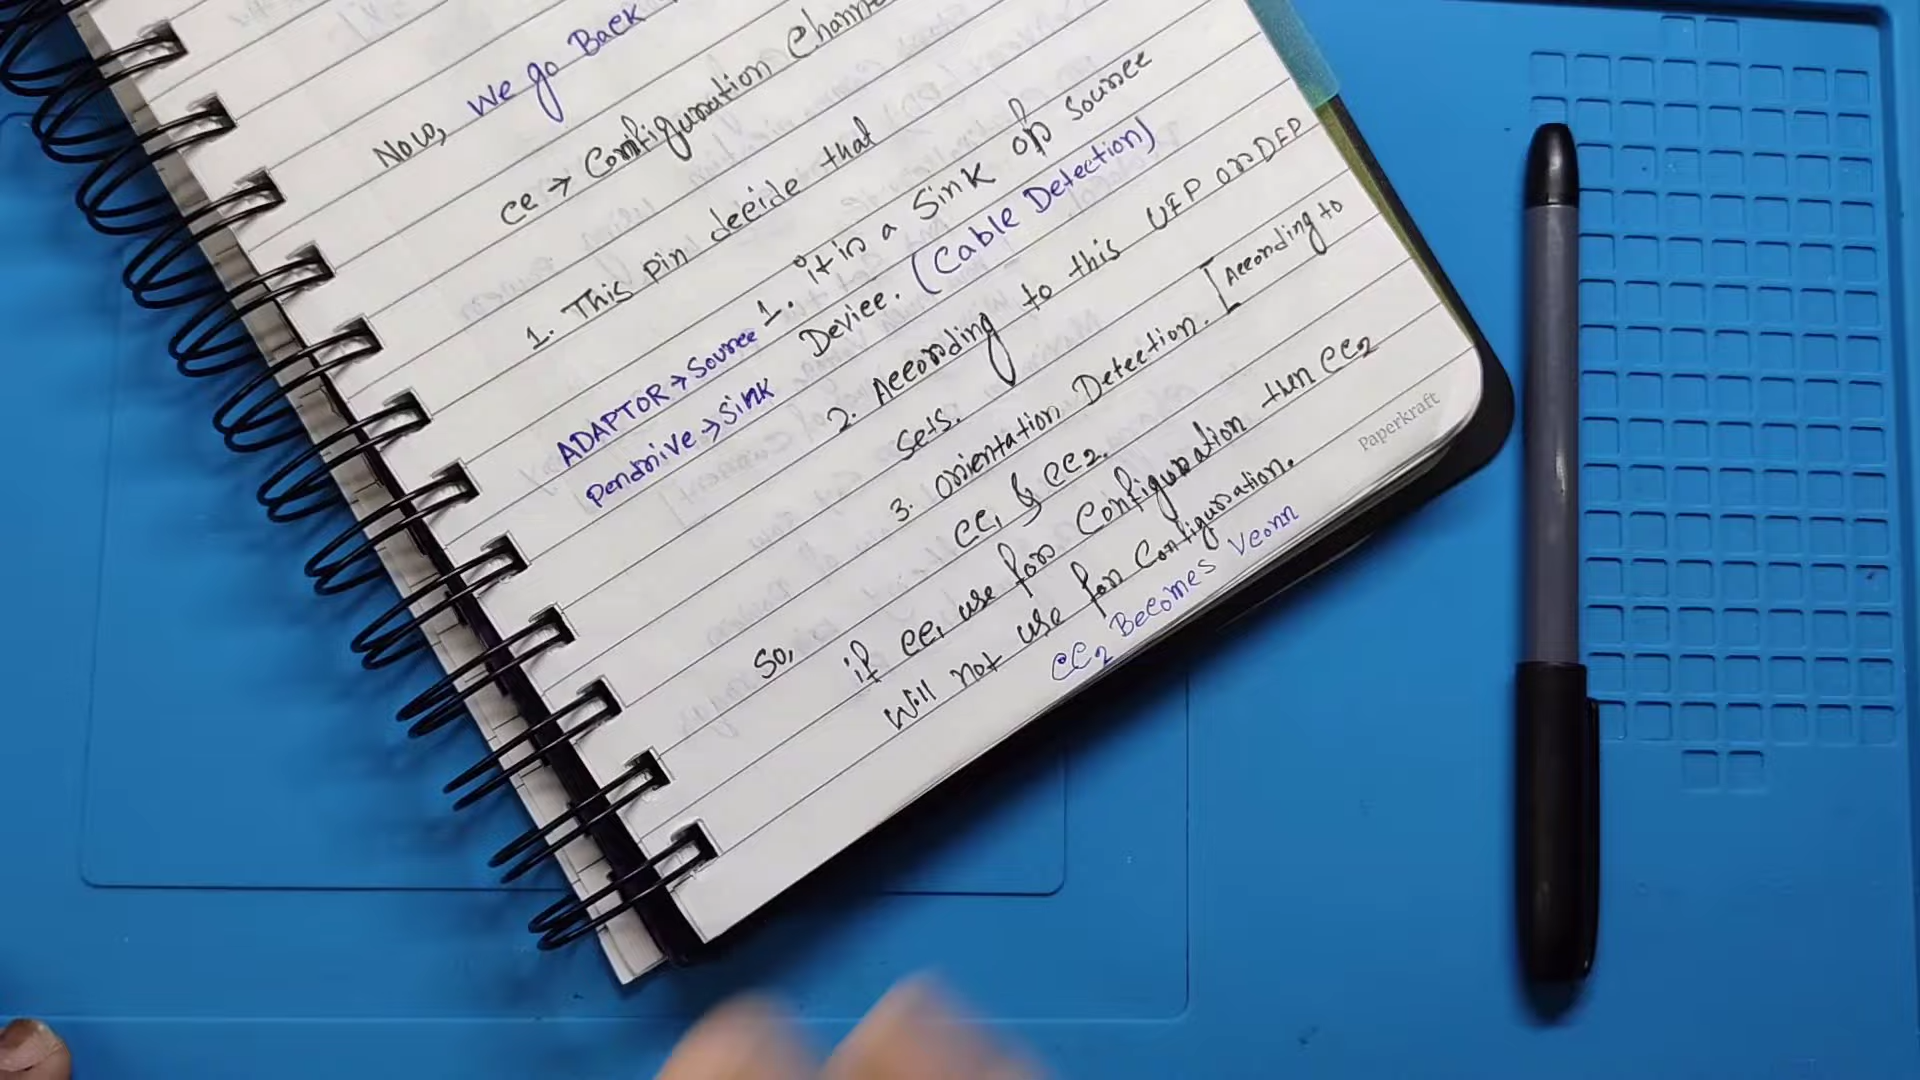 Now, We go Back
CC → Configuration Chann
1. This pin decide that
1. it is a Sink or Source
ADAPTOR → Source
Device. (Cable Detection)
pendrive → Sink
2. According to this UFP or DFP
Sets.
3. Orientation Detection. [According to
CC1 & CC2.
So,
if CC1 use for Configuration then CC2
Will not use for Configuration.
CC2 Becomes Vconn
Paperkraft